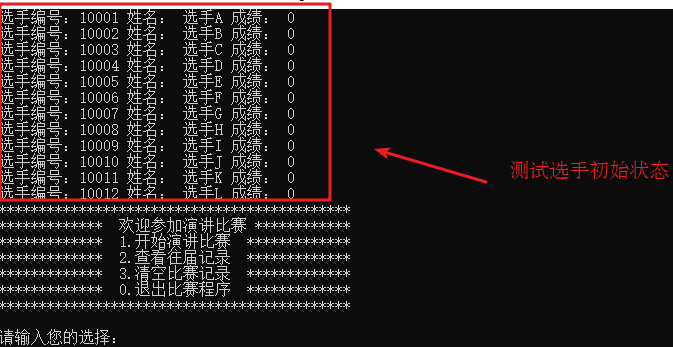 选手编号：10001 姓名： 选手A 成绩： 0
选手编号：10002 姓名： 选手B 成绩： 0
选手编号：10003 姓名： 选手C 成绩： 0
选手编号：10004 姓名： 选手D 成绩： 0
选手编号：10005 姓名： 选手E 成绩： 0
选手编号：10006 姓名： 选手F 成绩： 0
选手编号：10007 姓名： 选手G 成绩： 0
选手编号：10008 姓名： 选手H 成绩： 0
选手编号：10009 姓名： 选手I 成绩： 0
选手编号：10010 姓名： 选手J 成绩： 0
选手编号：10011 姓名： 选手K 成绩： 0
选手编号：10012 姓名： 选手L 成绩： 0
测试选手初始状态
********************************************
*************  欢迎参加演讲比赛 ************
*************  1.开始演讲比赛  *************
*************  2.查看往届记录  *************
*************  3.清空比赛记录  *************
*************  0.退出比赛程序  *************
********************************************
请输入您的选择：